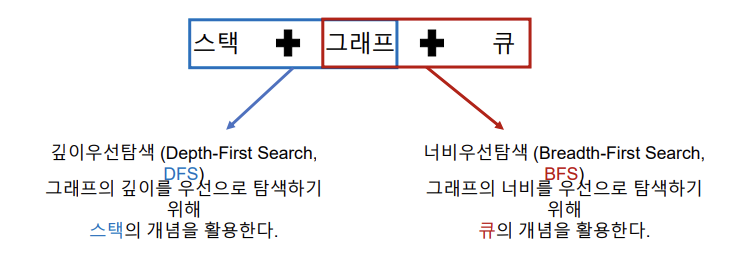 스택 + 그래프 + 큐
깊이우선탐색 (Depth-First Search,
DFS)
그래프의 깊이를 우선으로 탐색하기
위해
스택의 개념을 활용한다.
너비우선탐색 (Breadth-First Search,
BFS)
그래프의 너비를 우선으로 탐색하기
위해
큐의 개념을 활용한다.